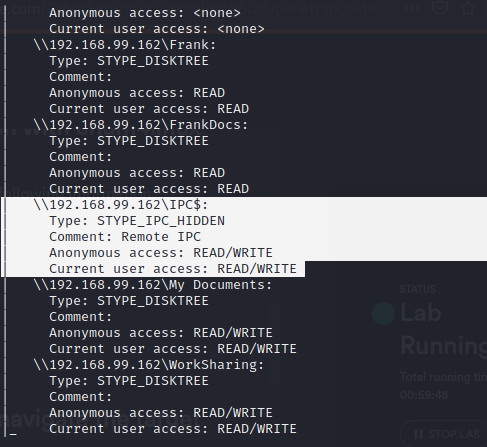 Anonymous access: <none>
Current user access: <none>
\\192.168.99.162\Frank:
Type: STYPE_DISKTREE
Comment:
Anonymous access: READ
Current user access: READ
\\192.168.99.162\FrankDocs:
Type: STYPE_DISKTREE
Comment:
Anonymous access: READ
Current user access: READ
\\192.168.99.162\IPC$:
Type: STYPE_IPC_HIDDEN
Comment: Remote IPC
Anonymous access: READ/WRITE
Current user access: READ/WRITE
\\192.168.99.162\My Documents:
Type: STYPE_DISKTREE
Comment:
Anonymous access: READ/WRITE
Current user access: READ/WRITE
\\192.168.99.162\WorkSharing:
Type: STYPE_DISKTREE
Comment:
Anonymous access: READ/WRITE
Current user access: READ/WRITE
STATUS
Lab
Running
Total running tim
00:59:48
STOP LAB